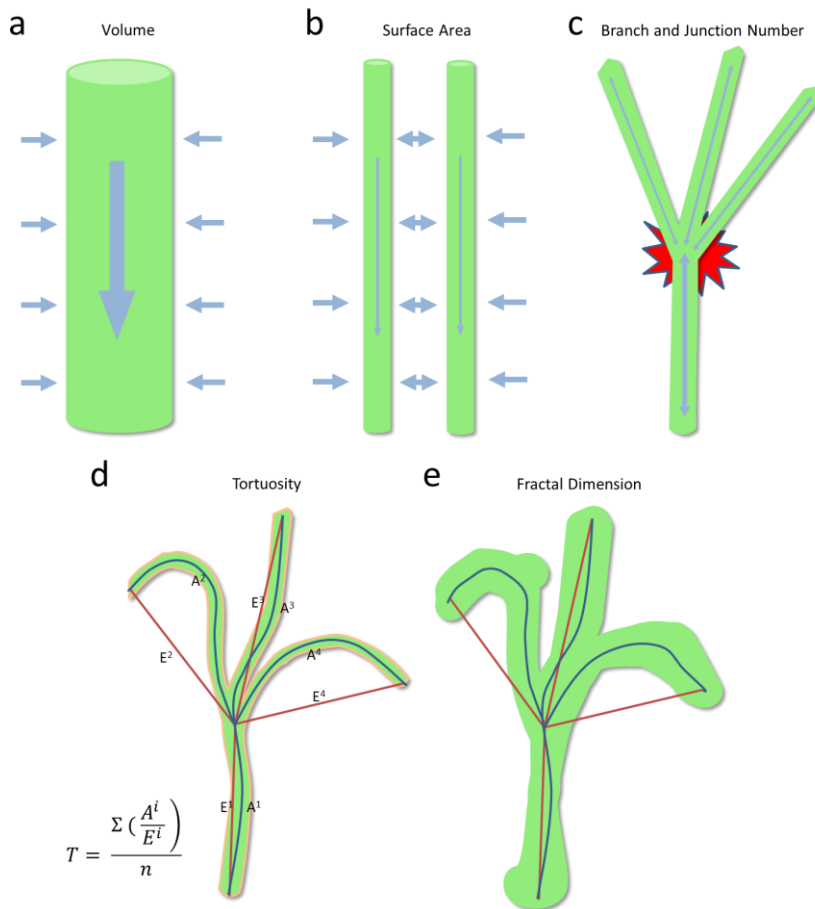 a
Volume
b
Surface Area
c
Branch and Junction Number
d
Tortuosity
A²
E²
E³
A³
A⁴
E⁴
E¹
A¹
T = Σ (Aⁱ/Eⁱ) / n
e
Fractal Dimension